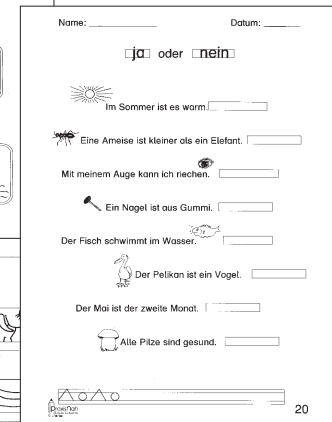 Name: ____________ Datum: ______
ja oder nein
Im Sommer ist es warm.
Eine Ameise ist kleiner als ein Elefant.
Mit meinem Auge kann ich riechen.
Ein Nagel ist aus Gummi.
Der Fisch schwimmt im Wasser.
Der Pelikan ist ein Vogel.
Der Mai ist der zweite Monat.
Alle Pilze sind gesund.
20